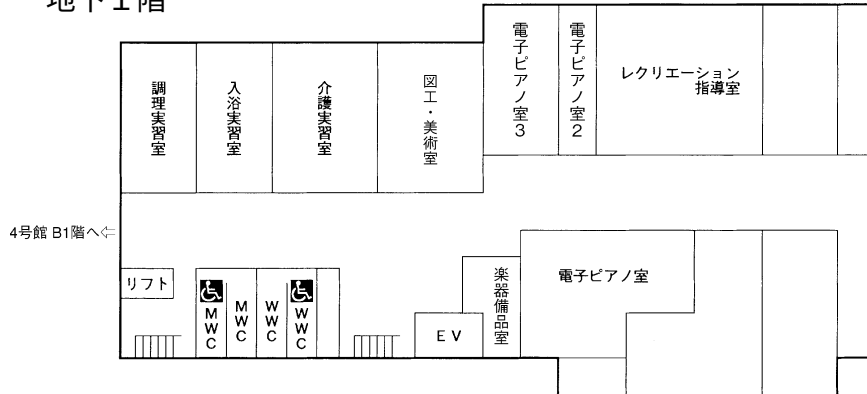 地下1階
調理実習室
入浴実習室
介護実習室
図工・美術室
電子ピアノ室3
電子ピアノ室2
レクリエーション
指導室
4号館 B1階へ⇦
リフト
MWC
MWC
WWC
WWC
EV
楽器備品室
電子ピアノ室